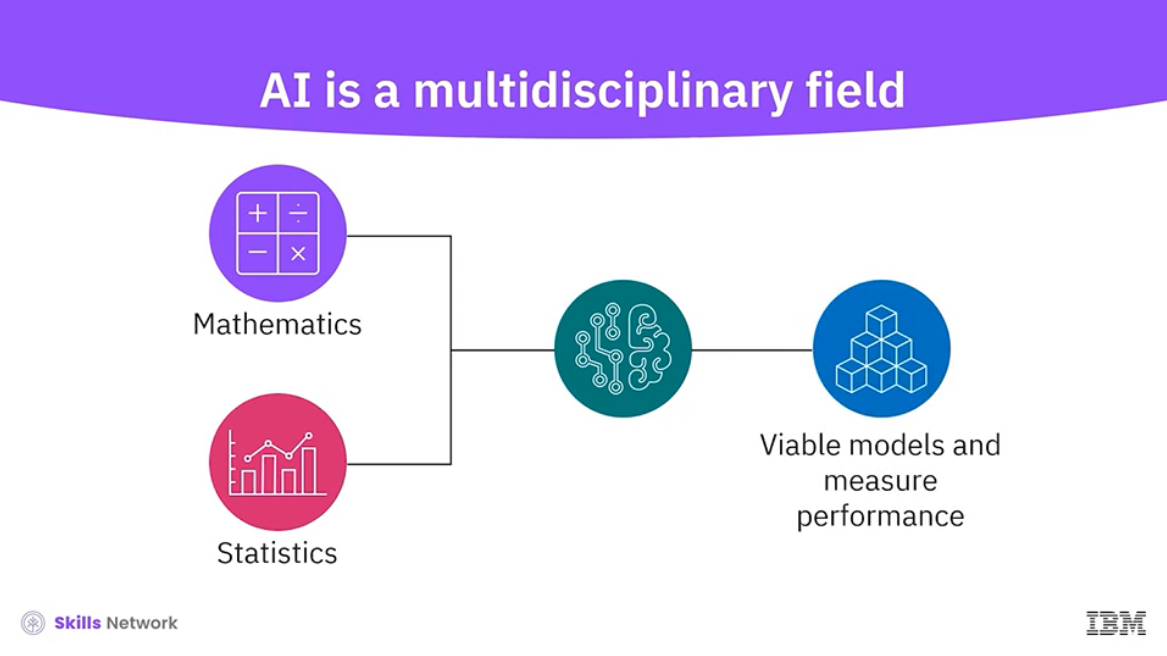 AI is a multidisciplinary field
+ ÷
− ×
Mathematics
Statistics
Viable models and
measure
performance
Skills Network
IBM